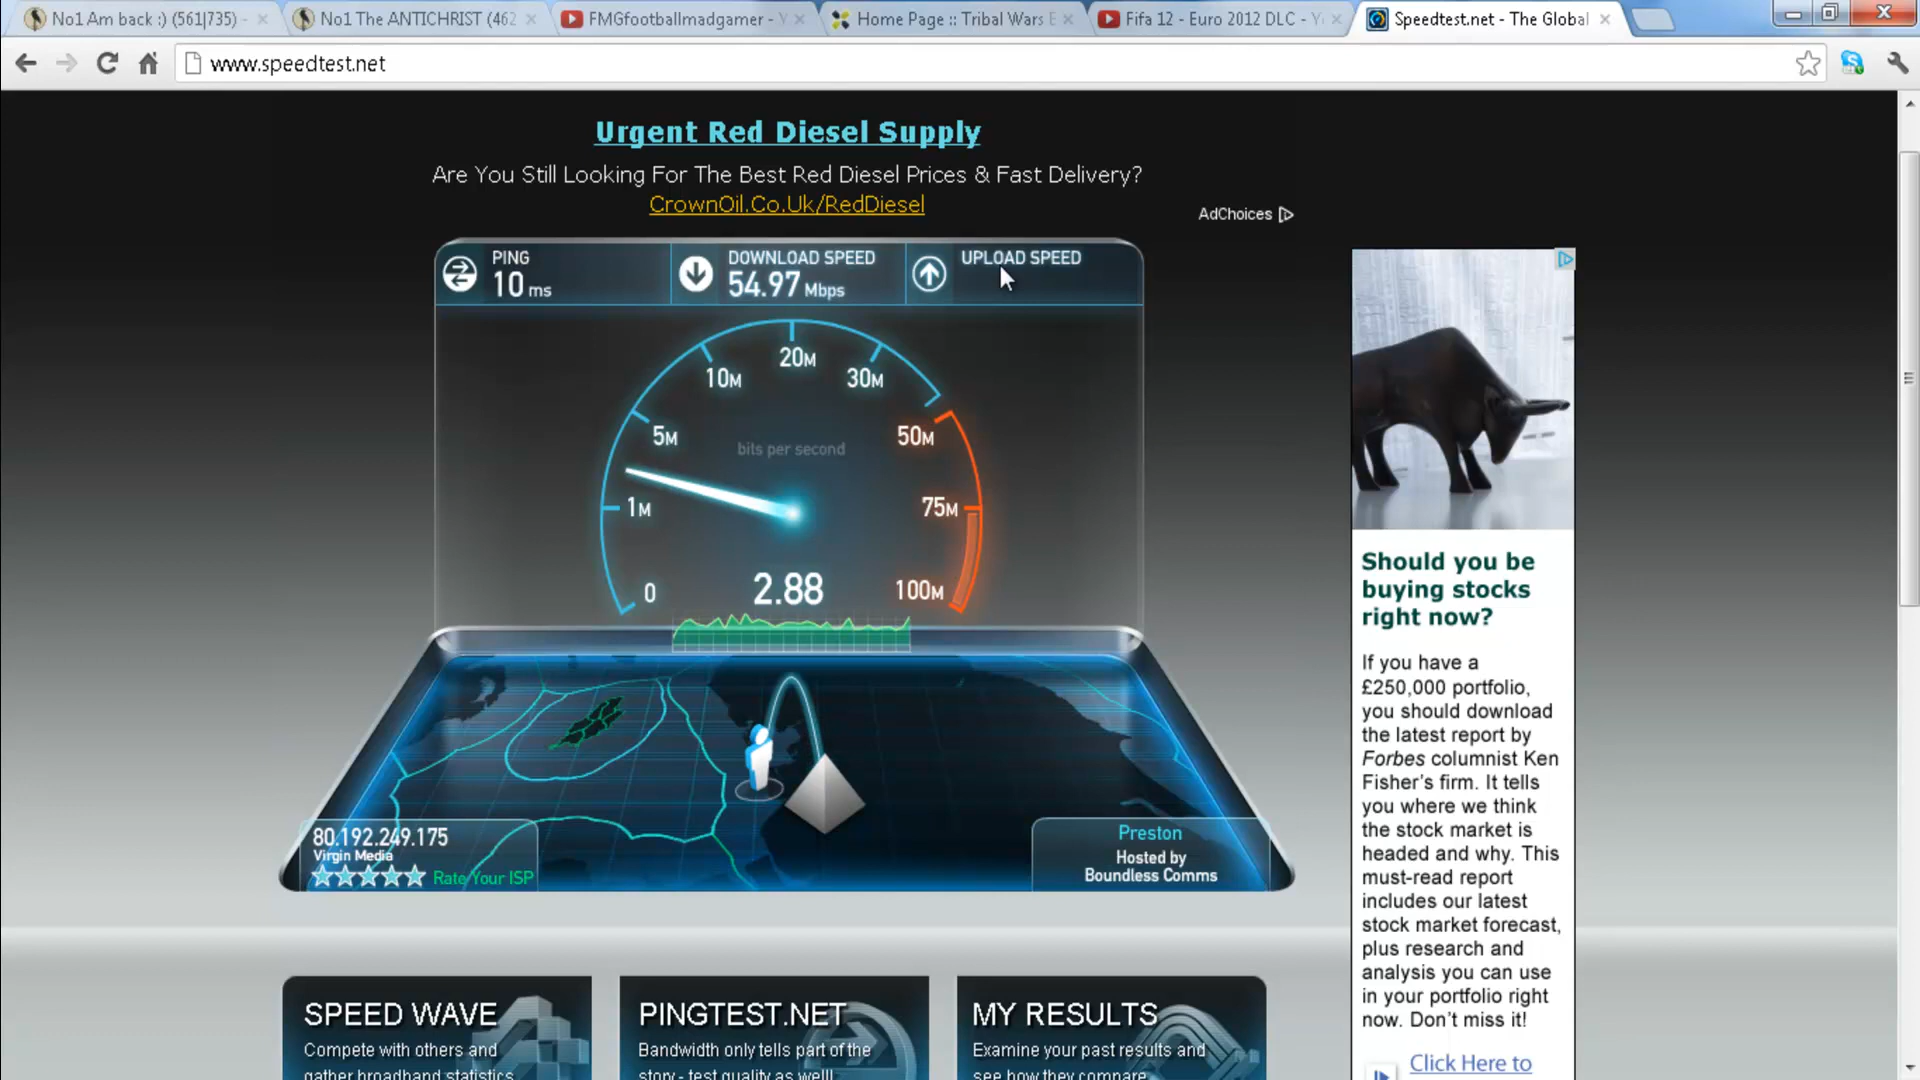 No1 Am back :) (561|735) -
No1 The ANTICHRIST (462
FMGfootballmadgamer - Y
Home Page :: Tribal Wars E
Fifa 12 - Euro 2012 DLC - Yo
Speedtest.net - The Global
www.speedtest.net
Urgent Red Diesel Supply
Are You Still Looking For The Best Red Diesel Prices & Fast Delivery?
CrownOil.Co.Uk/RedDiesel
AdChoices
PING
10 ms
DOWNLOAD SPEED
54.97 Mbps
UPLOAD SPEED
20M
10M
30M
5M
50M
bits per second
1M
75M
0
2.88
100M
80.192.249.175
Virgin Media
Rate Your ISP
Preston
Hosted by
Boundless Comms
Should you be
buying stocks
right now?
If you have a
£250,000 portfolio,
you should download
the latest report by
Forbes columnist Ken
Fisher's firm. It tells
you where we think
the stock market is
headed and why. This
must-read report
includes our latest
stock market forecast,
plus research and
analysis you can use
in your portfolio right
now. Don't miss it!
Click Here to
SPEED WAVE
Compete with others and
gather broadband statistics
PINGTEST.NET
Bandwidth only tells part of the
story - test quality as well!
MY RESULTS
Examine your past results and
see how they compare